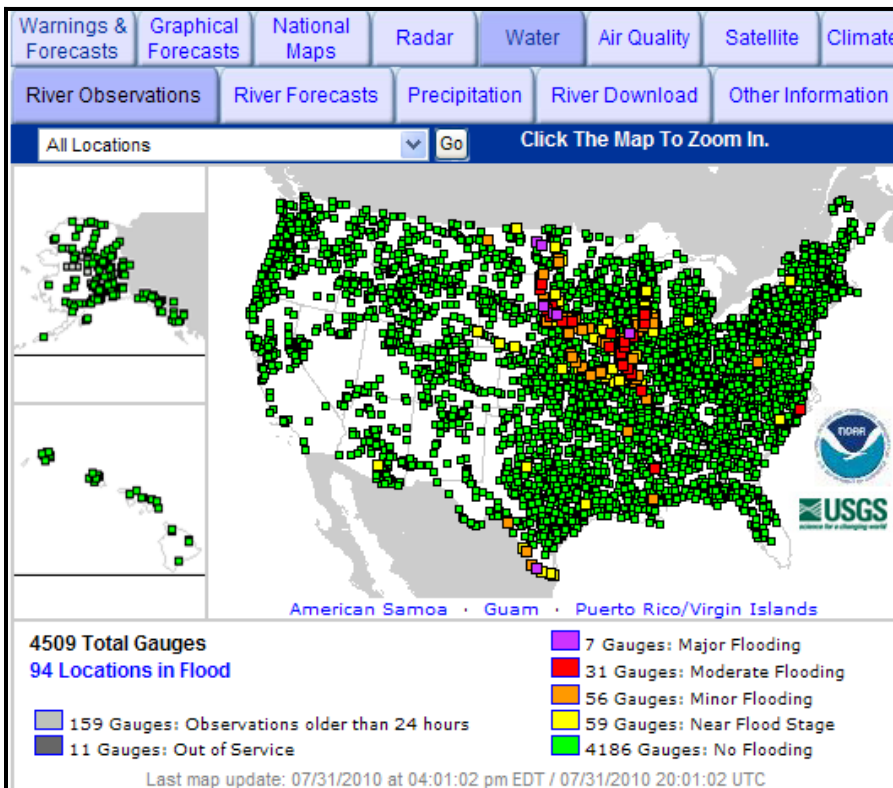 Warnings &
Forecasts
Graphical
Forecasts
National
Maps
Radar
Water
Air Quality
Satellite
Climate
River Observations
River Forecasts
Precipitation
River Download
Other Information
All Locations
Go
Click The Map To Zoom In.
NOAA
USGS
science for a changing world
American Samoa · Guam · Puerto Rico/Virgin Islands
4509 Total Gauges
94 Locations in Flood
159 Gauges: Observations older than 24 hours
11 Gauges: Out of Service
7 Gauges: Major Flooding
31 Gauges: Moderate Flooding
56 Gauges: Minor Flooding
59 Gauges: Near Flood Stage
4186 Gauges: No Flooding
Last map update: 07/31/2010 at 04:01:02 pm EDT / 07/31/2010 20:01:02 UTC